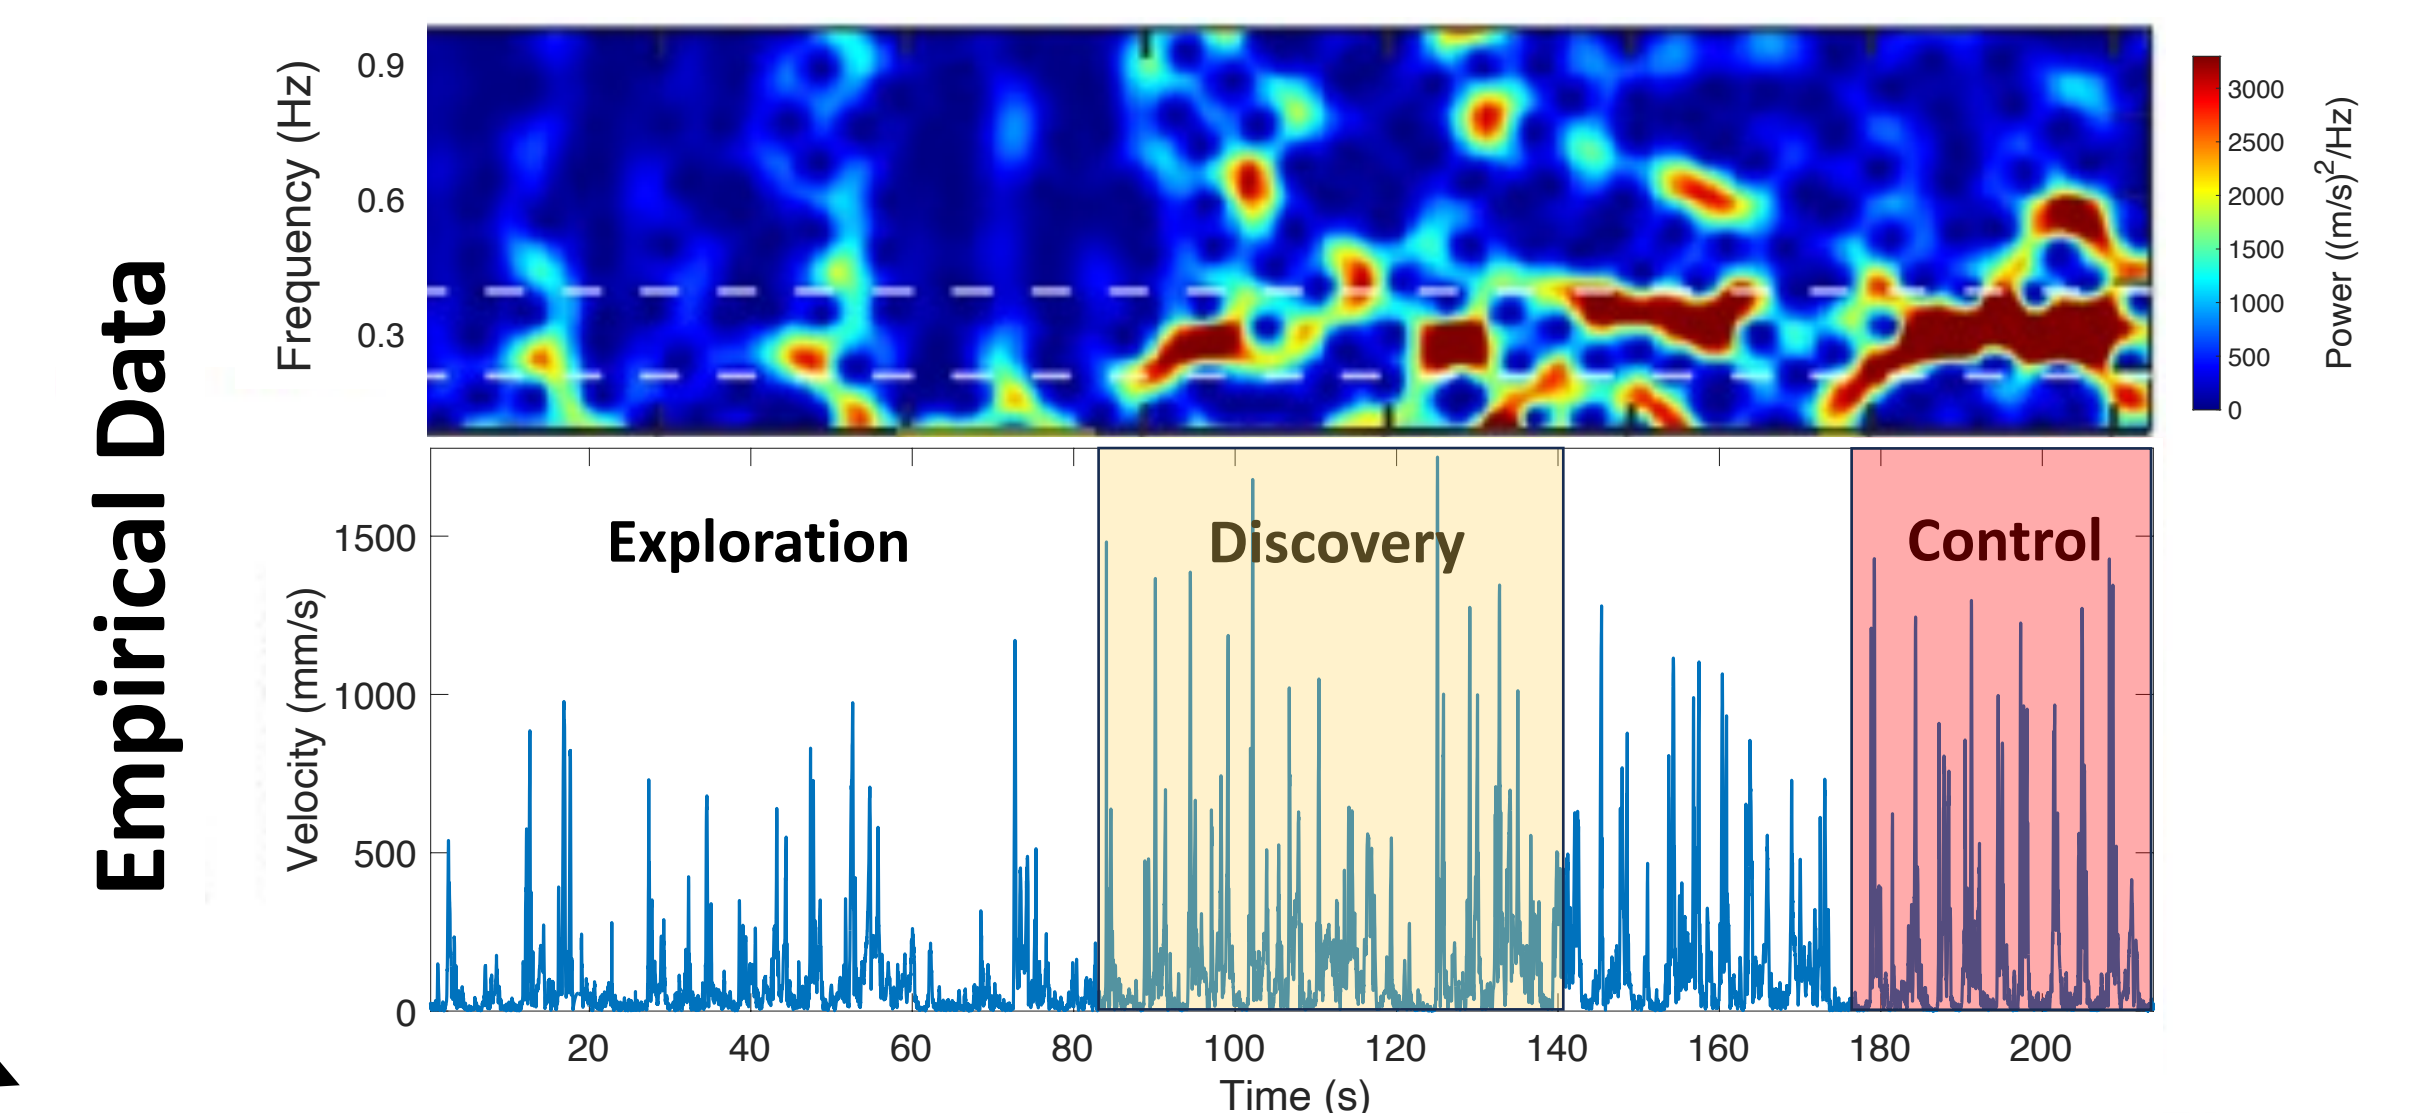 Empirical Data
Frequency (Hz)
0.9
0.6
0.3
3000
2500
2000
1500
1000
500
0
Power ((m/s)²/Hz)
Exploration
Discovery
Control
Velocity (mm/s)
1500
1000
500
0
20 40 60 80 100 120 140 160 180 200
Time (s)